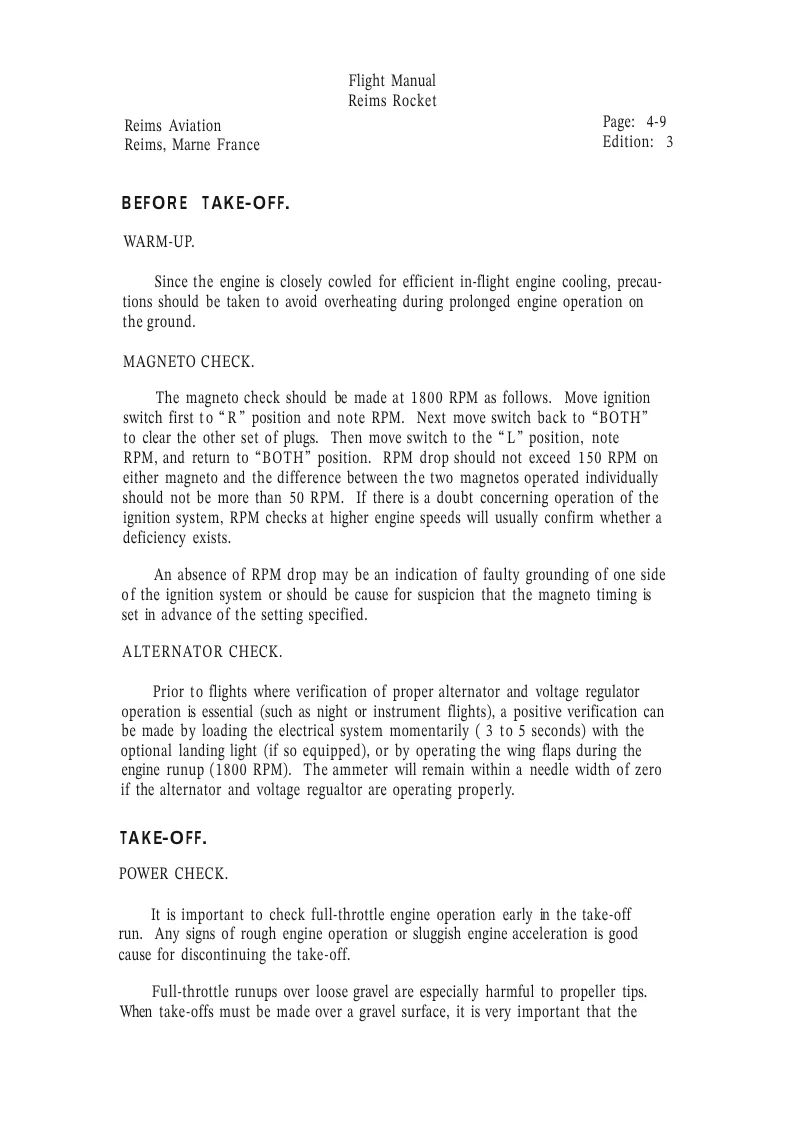 Flight Manual
Reims Rocket
Reims Aviation
Reims, Marne France
Page: 4-9
Edition: 3
BEFORE TAKE-OFF.
WARM-UP.
Since the engine is closely cowled for efficient in-flight engine cooling, precau-
tions should be taken to avoid overheating during prolonged engine operation on
the ground.
MAGNETO CHECK.
The magneto check should be made at 1800 RPM as follows. Move ignition
switch first to “R” position and note RPM. Next move switch back to “BOTH”
to clear the other set of plugs. Then move switch to the “L” position, note
RPM, and return to “BOTH” position. RPM drop should not exceed 150 RPM on
either magneto and the difference between the two magnetos operated individually
should not be more than 50 RPM. If there is a doubt concerning operation of the
ignition system, RPM checks at higher engine speeds will usually confirm whether a
deficiency exists.
An absence of RPM drop may be an indication of faulty grounding of one side
of the ignition system or should be cause for suspicion that the magneto timing is
set in advance of the setting specified.
ALTERNATOR CHECK.
Prior to flights where verification of proper alternator and voltage regulator
operation is essential (such as night or instrument flights), a positive verification can
be made by loading the electrical system momentarily ( 3 to 5 seconds) with the
optional landing light (if so equipped), or by operating the wing flaps during the
engine runup (1800 RPM). The ammeter will remain within a needle width of zero
if the alternator and voltage regualtor are operating properly.
TAKE-OFF.
POWER CHECK.
It is important to check full-throttle engine operation early in the take-off
run. Any signs of rough engine operation or sluggish engine acceleration is good
cause for discontinuing the take-off.
Full-throttle runups over loose gravel are especially harmful to propeller tips.
When take-offs must be made over a gravel surface, it is very important that the